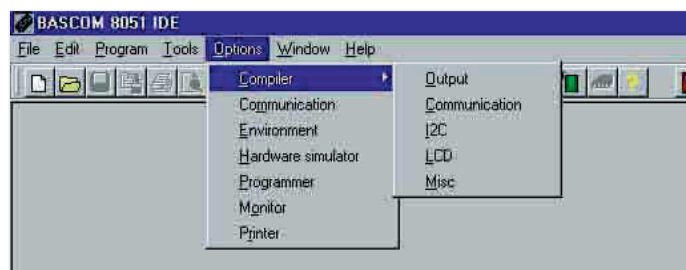 BASCOM 8051 IDE
File Edit Program Tools Options Window Help
Compiler
Communication
Environment
Hardware simulator
Programmer
Monitor
Printer
Output
Communication
I2C
LCD
Misc